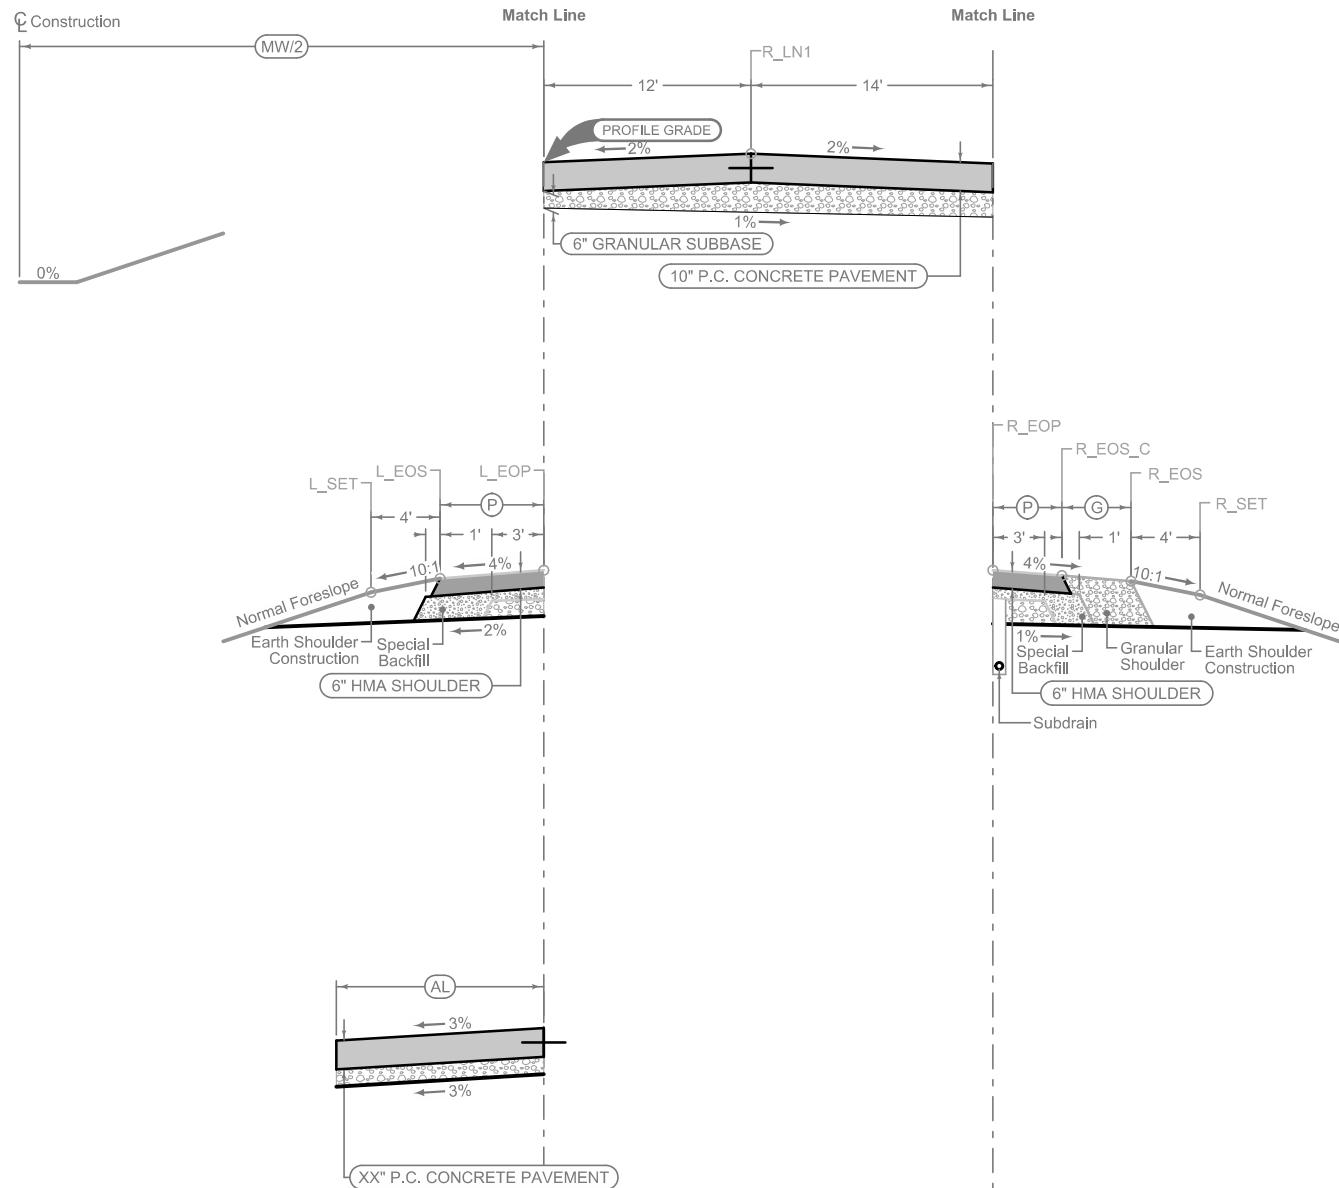 ℄ Construction
Match Line
Match Line
MW/2
R_LN1
12'
14'
PROFILE GRADE
2%
2%
1%
6" GRANULAR SUBBASE
10" P.C. CONCRETE PAVEMENT
0%
R_EOP
L_EOS
L_EOP
R_EOS_C
L_SET
R_EOS
R_SET
P
P
G
4'
1'
3'
3'
1'
4'
10:1
4%
4%
10:1
Normal Foreslope
Normal Foreslope
2%
1%
Earth Shoulder
Construction
Special
Backfill
Special
Backfill
Granular
Shoulder
Earth Shoulder
Construction
6" HMA SHOULDER
6" HMA SHOULDER
Subdrain
AL
3%
3%
XX" P.C. CONCRETE PAVEMENT